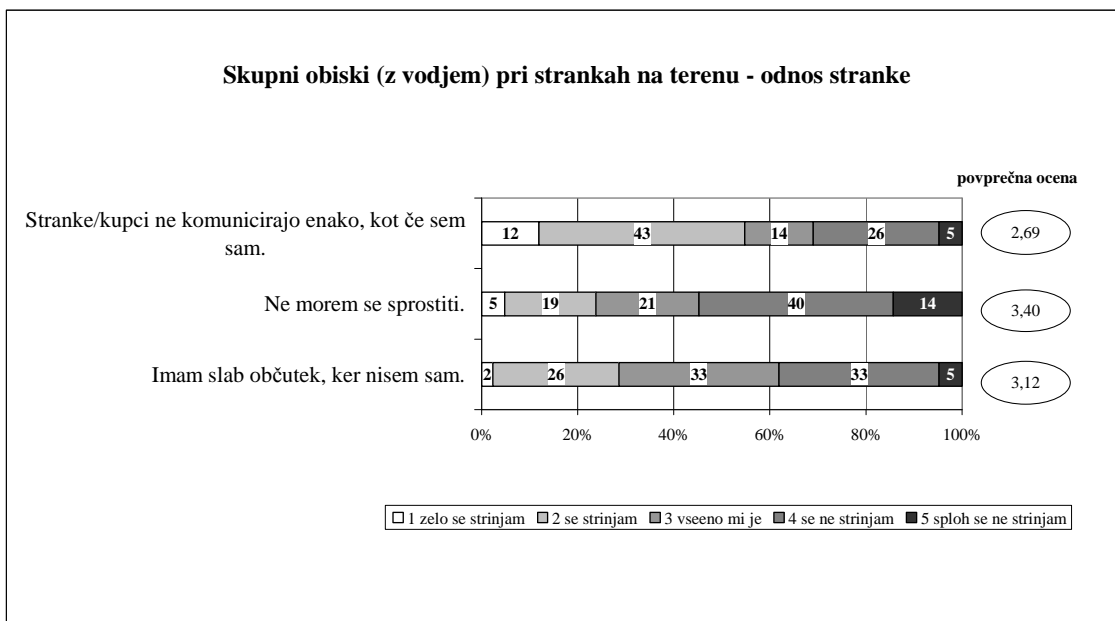 Skupni obiski (z vodjem) pri strankah na terenu - odnos stranke
povprečna ocena
Stranke/kupci ne komunicirajo enako, kot če sem
sam.
12 43 14 26 5
2,69
Ne morem se sprostiti.
5 19 21 40 14
3,40
Imam slab občutek, ker nisem sam.
2 26 33 33 5
3,12
0% 20% 40% 60% 80% 100%
1 zelo se strinjam 2 se strinjam 3 vseeno mi je 4 se ne strinjam 5 sploh se ne strinjam